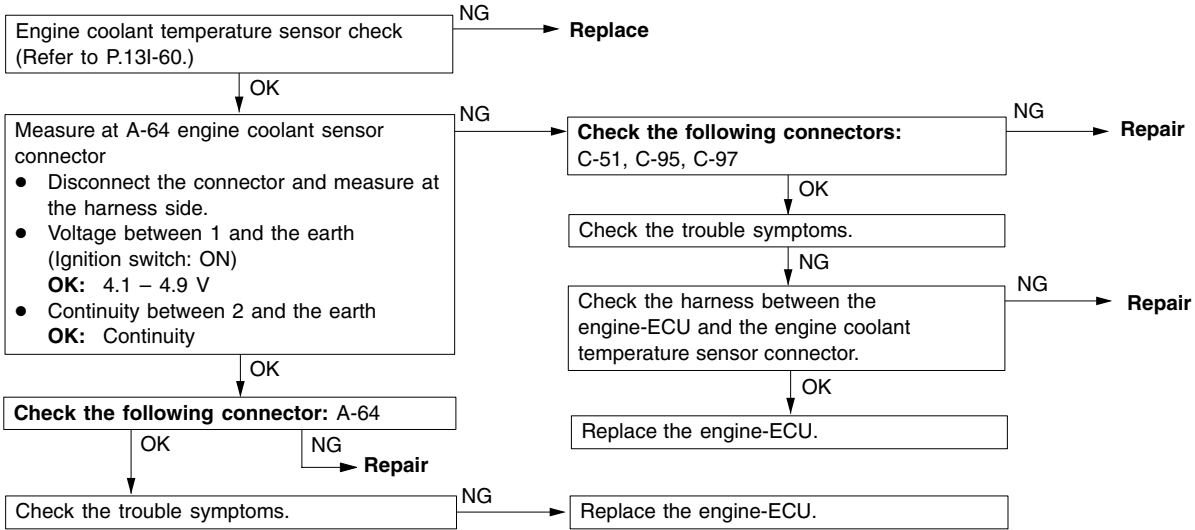 Engine coolant temperature sensor check
(Refer to P.13I-60.)
NG
Replace
OK
Measure at A-64 engine coolant sensor
connector
● Disconnect the connector and measure at
the harness side.
● Voltage between 1 and the earth
(Ignition switch: ON)
OK: 4.1 – 4.9 V
● Continuity between 2 and the earth
OK: Continuity
NG
Check the following connectors:
C-51, C-95, C-97
NG
Repair
OK
Check the trouble symptoms.
NG
Check the harness between the
engine-ECU and the engine coolant
temperature sensor connector.
NG
Repair
OK
Replace the engine-ECU.
OK
Check the following connector: A-64
OK
NG
Repair
Check the trouble symptoms.
NG
Replace the engine-ECU.